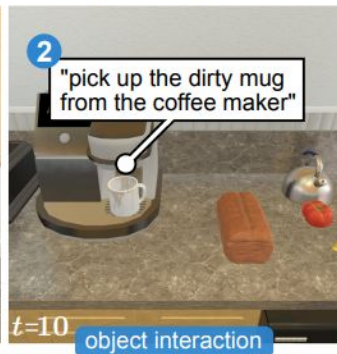 2
"pick up the dirty mug
from the coffee maker"
t=10
object interaction